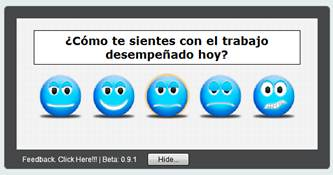 ¿Cómo te sientes con el trabajo
desempeñado hoy?
Feedback. Click Here!!! | Beta: 0.9.1
Hide...